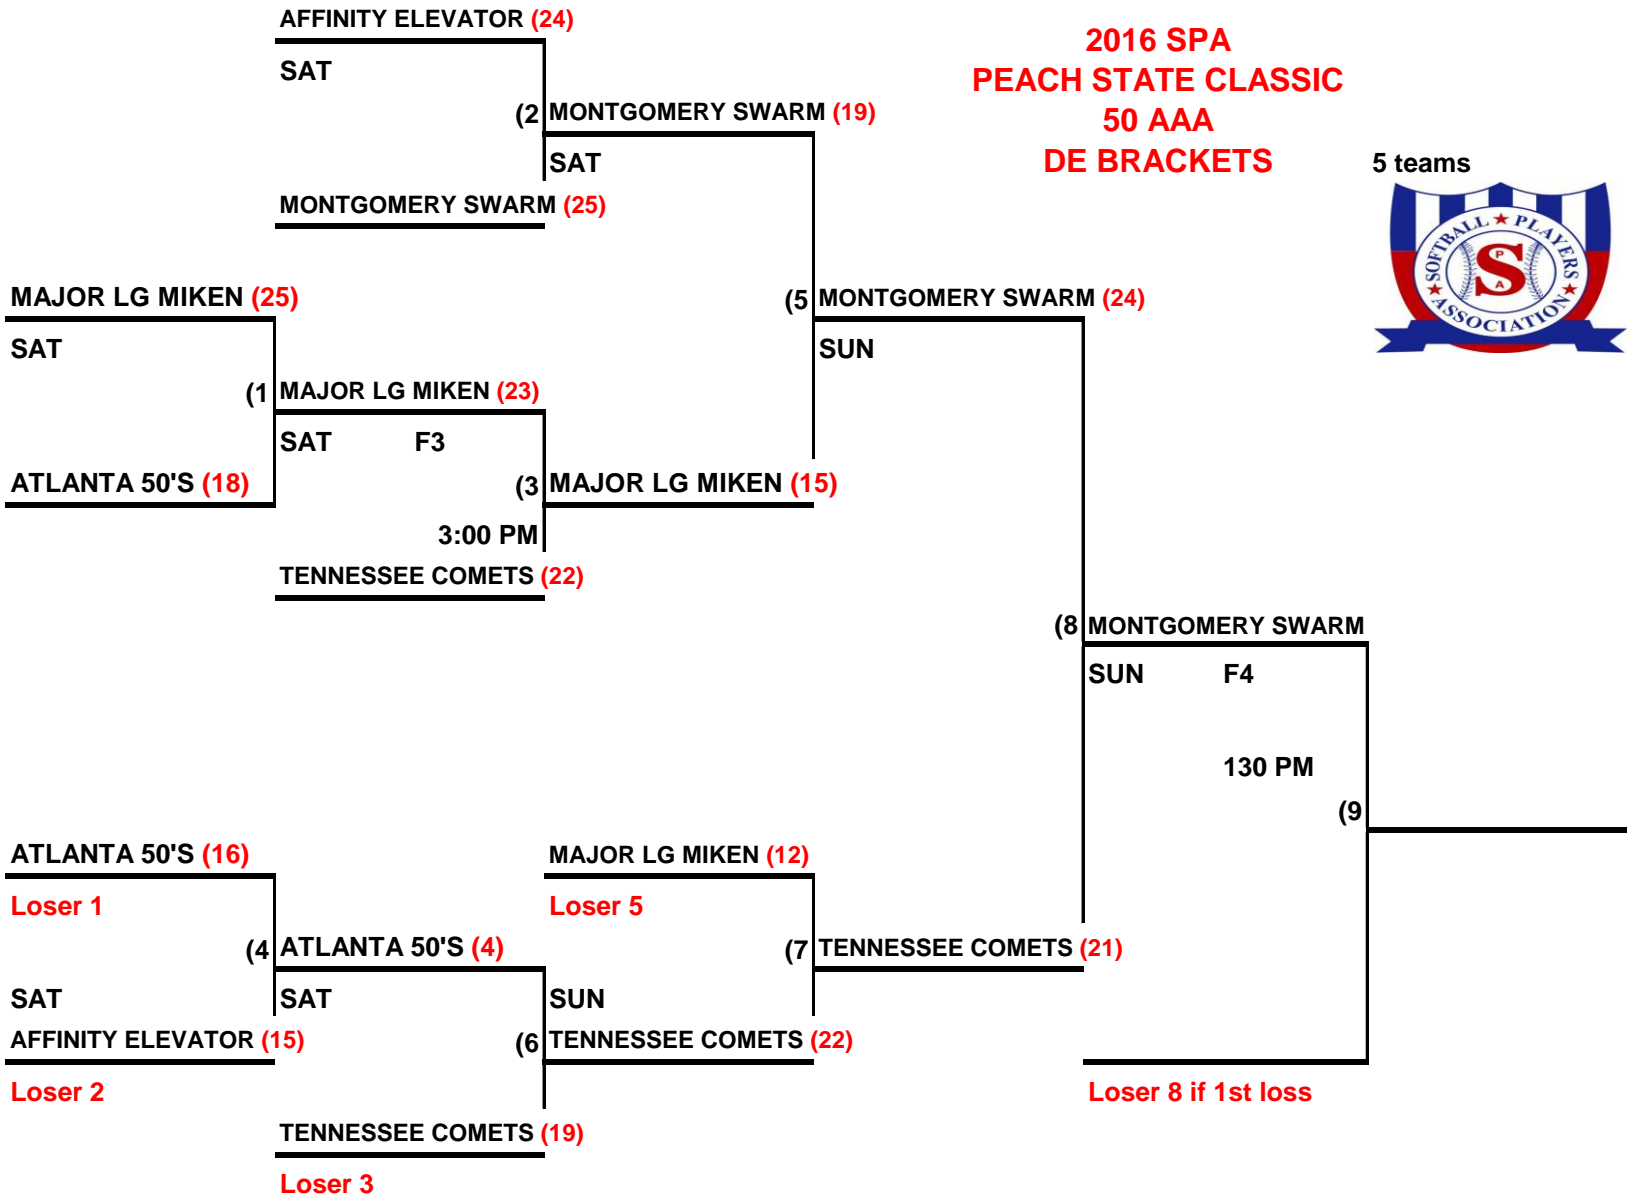 AFFINITY ELEVATOR (24)
SAT
2016 SPA
PEACH STATE CLASSIC
50 AAA
DE BRACKETS
(2 MONTGOMERY SWARM (19)
SAT
5 teams
MONTGOMERY SWARM (25)
SOFTBALL ★ PLAYERS
★ ASSOCIATION ★
P
S
A
MAJOR LG MIKEN (25)
(5 MONTGOMERY SWARM (24)
SAT
SUN
(1 MAJOR LG MIKEN (23)
SAT F3
ATLANTA 50'S (18)
(3 MAJOR LG MIKEN (15)
3:00 PM
TENNESSEE COMETS (22)
(8 MONTGOMERY SWARM
SUN F4
130 PM
(9
ATLANTA 50'S (16)
MAJOR LG MIKEN (12)
Loser 1
Loser 5
(4 ATLANTA 50'S (4)
(7 TENNESSEE COMETS (21)
SAT
SAT
SUN
AFFINITY ELEVATOR (15)
(6 TENNESSEE COMETS (22)
Loser 2
Loser 8 if 1st loss
TENNESSEE COMETS (19)
Loser 3